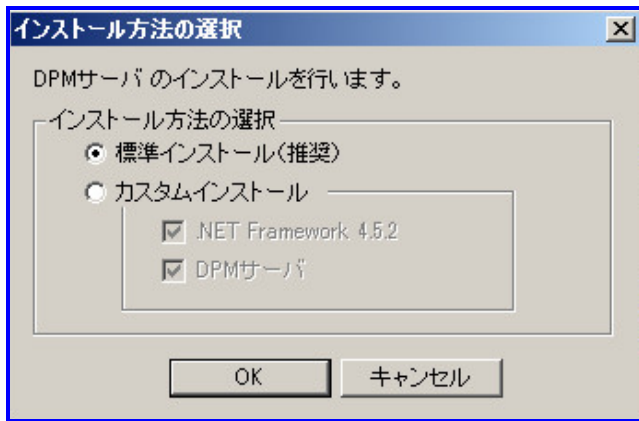 インストール方法の選択
DPMサーバ のインストールを行います。
インストール方法の選択
標準インストール(推奨)
カスタムインストール
.NET Framework 4.5.2
DPMサーバ
OK
キャンセル